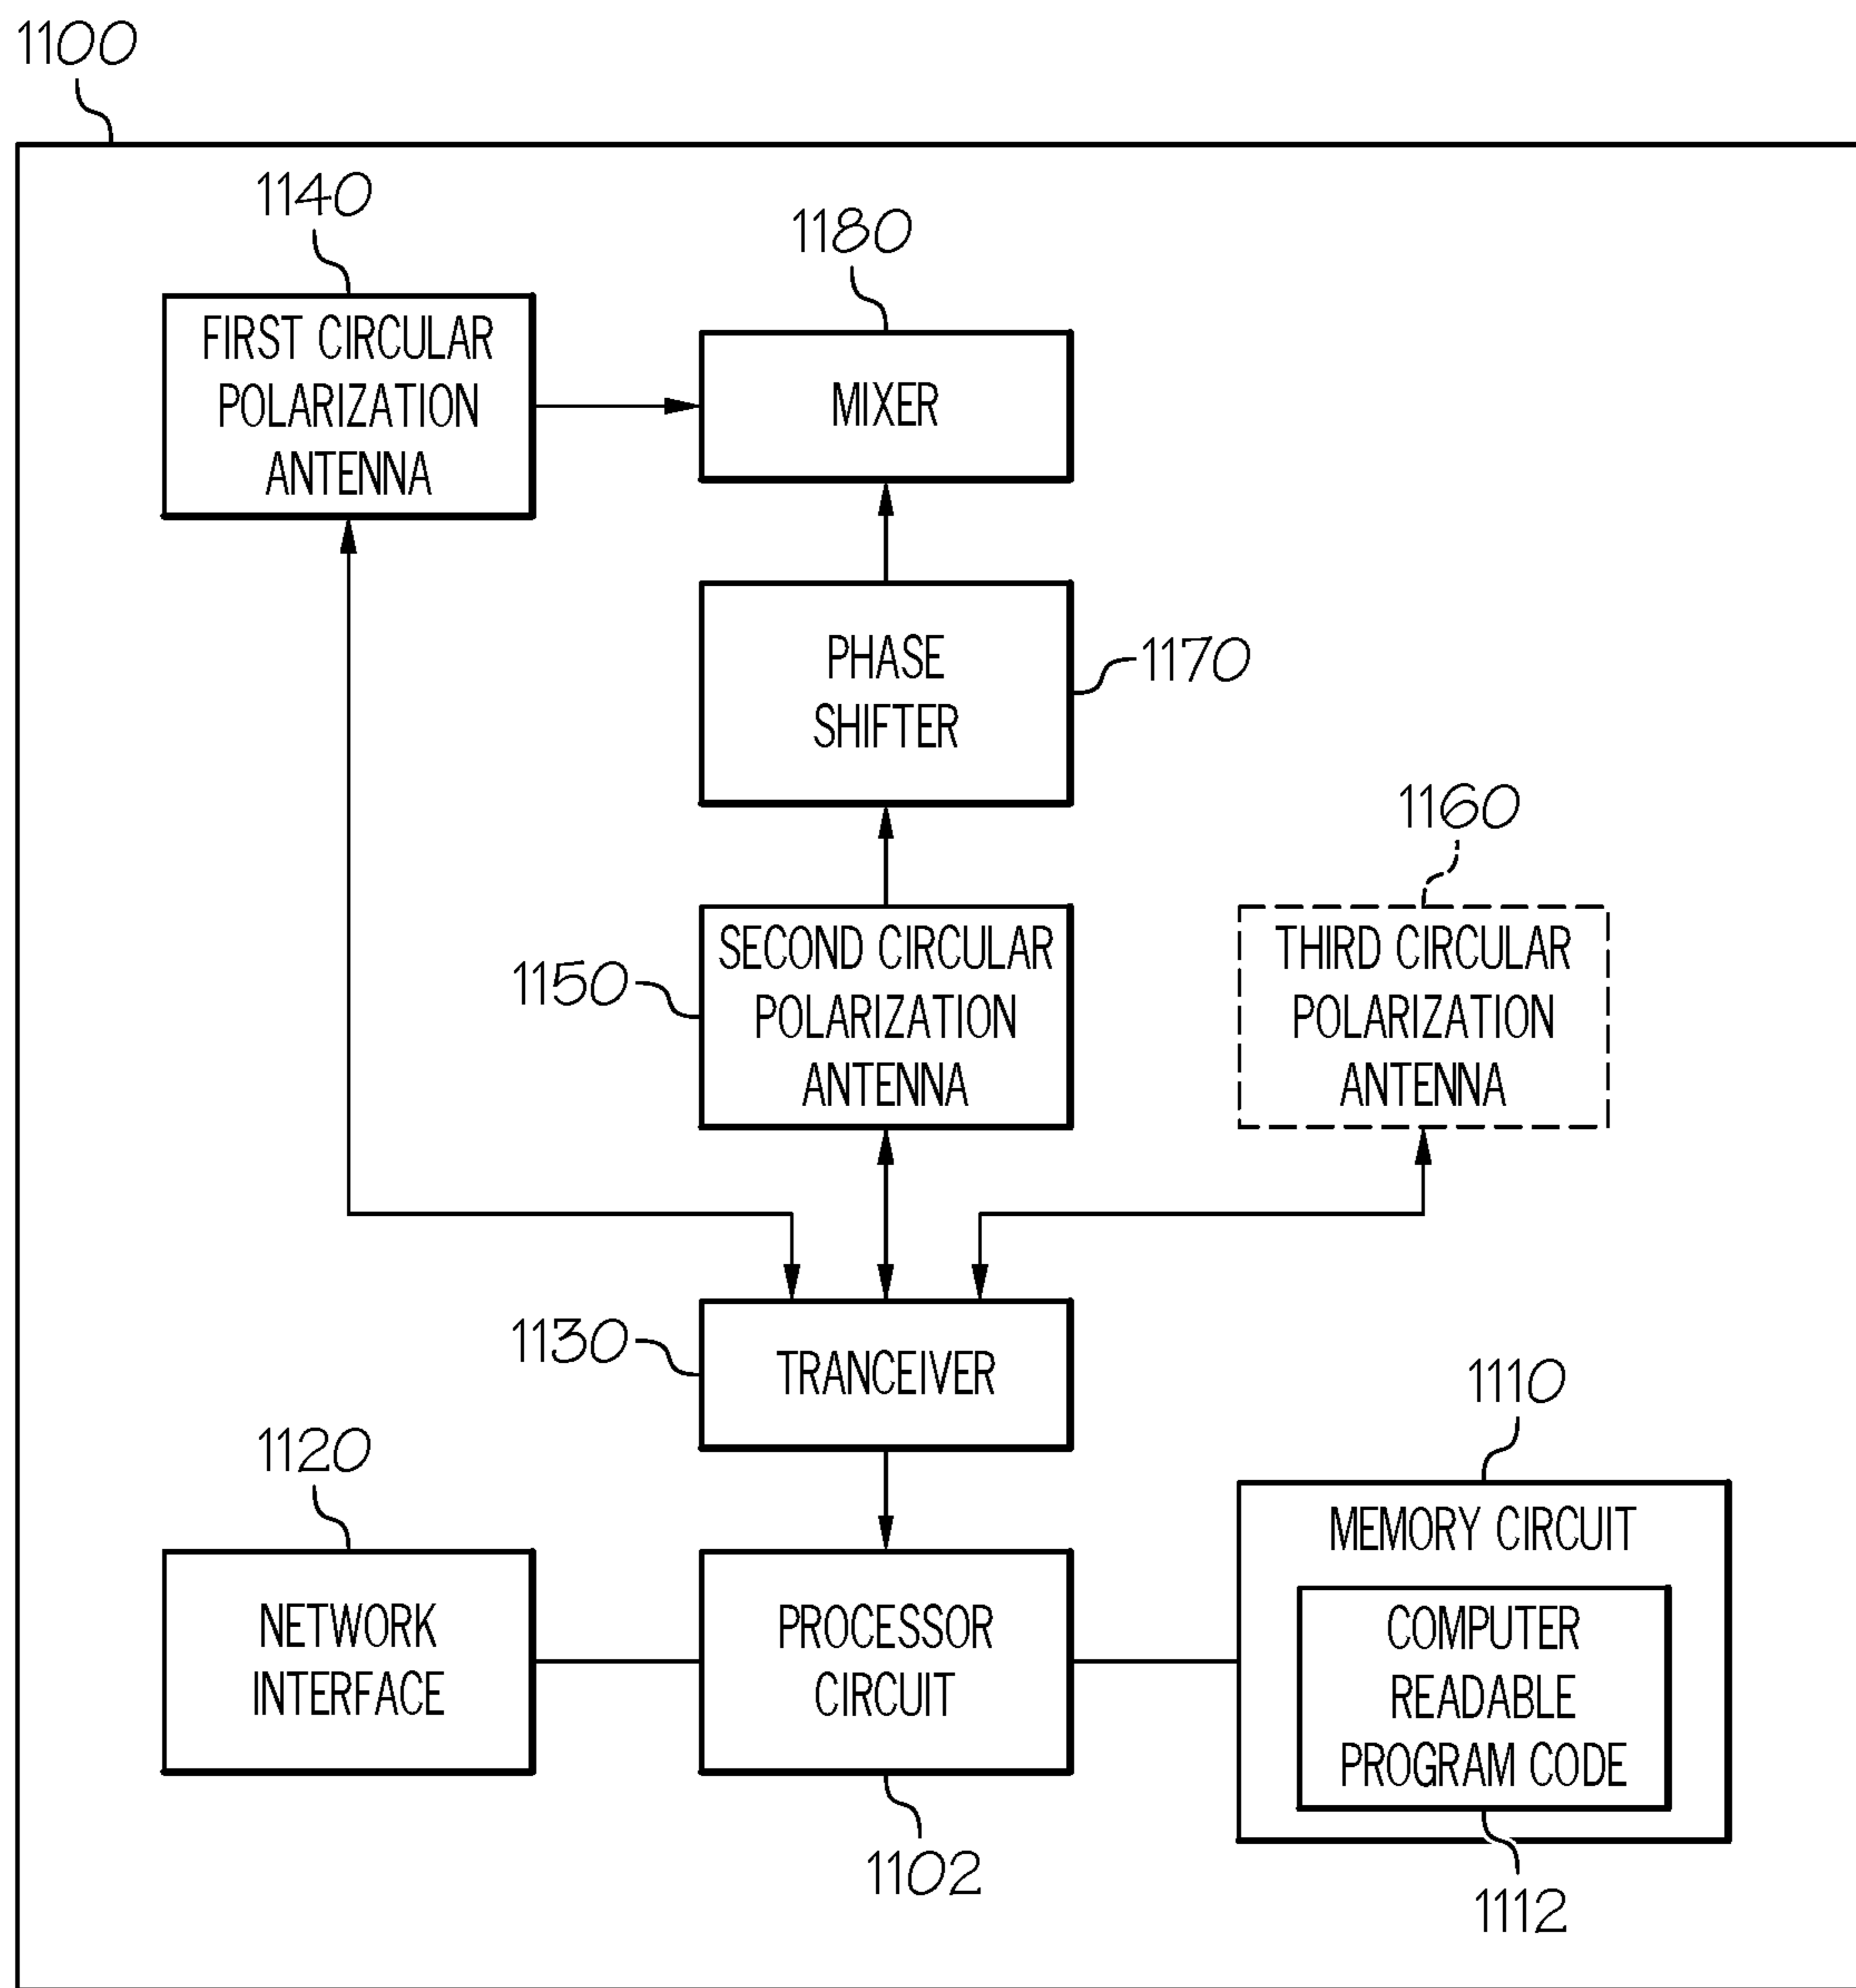 1100
1140
1180
FIRST CIRCULAR
POLARIZATION
ANTENNA
MIXER
PHASE
SHIFTER
1170
1160
1150
SECOND CIRCULAR
POLARIZATION
ANTENNA
THIRD CIRCULAR
POLARIZATION
ANTENNA
1130
TRANCEIVER
1110
1120
MEMORY CIRCUIT
NETWORK
INTERFACE
PROCESSOR
CIRCUIT
COMPUTER
READABLE
PROGRAM CODE
1102
1112